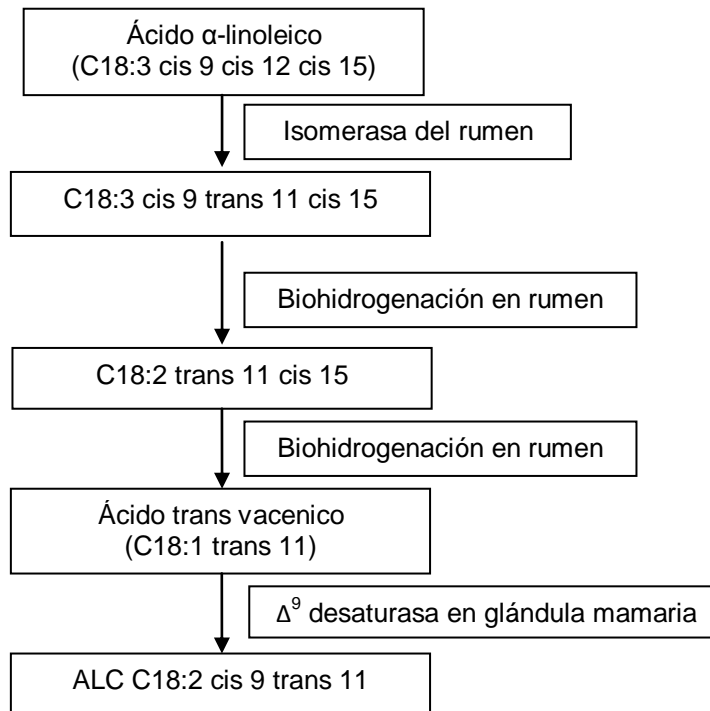 Ácido α-linoleico
(C18:3 cis 9 cis 12 cis 15)
Isomerasa del rumen
C18:3 cis 9 trans 11 cis 15
Biohidrogenación en rumen
C18:2 trans 11 cis 15
Biohidrogenación en rumen
Ácido trans vacenico
(C18:1 trans 11)
Δ⁹ desaturasa en glándula mamaria
ALC C18:2 cis 9 trans 11